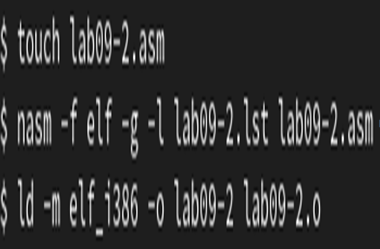 $ touch lab09-2.asm
$ nasm -f elf -g -l lab09-2.lst lab09-2.asm
$ ld -m elf_i386 -o lab09-2 lab09-2.o